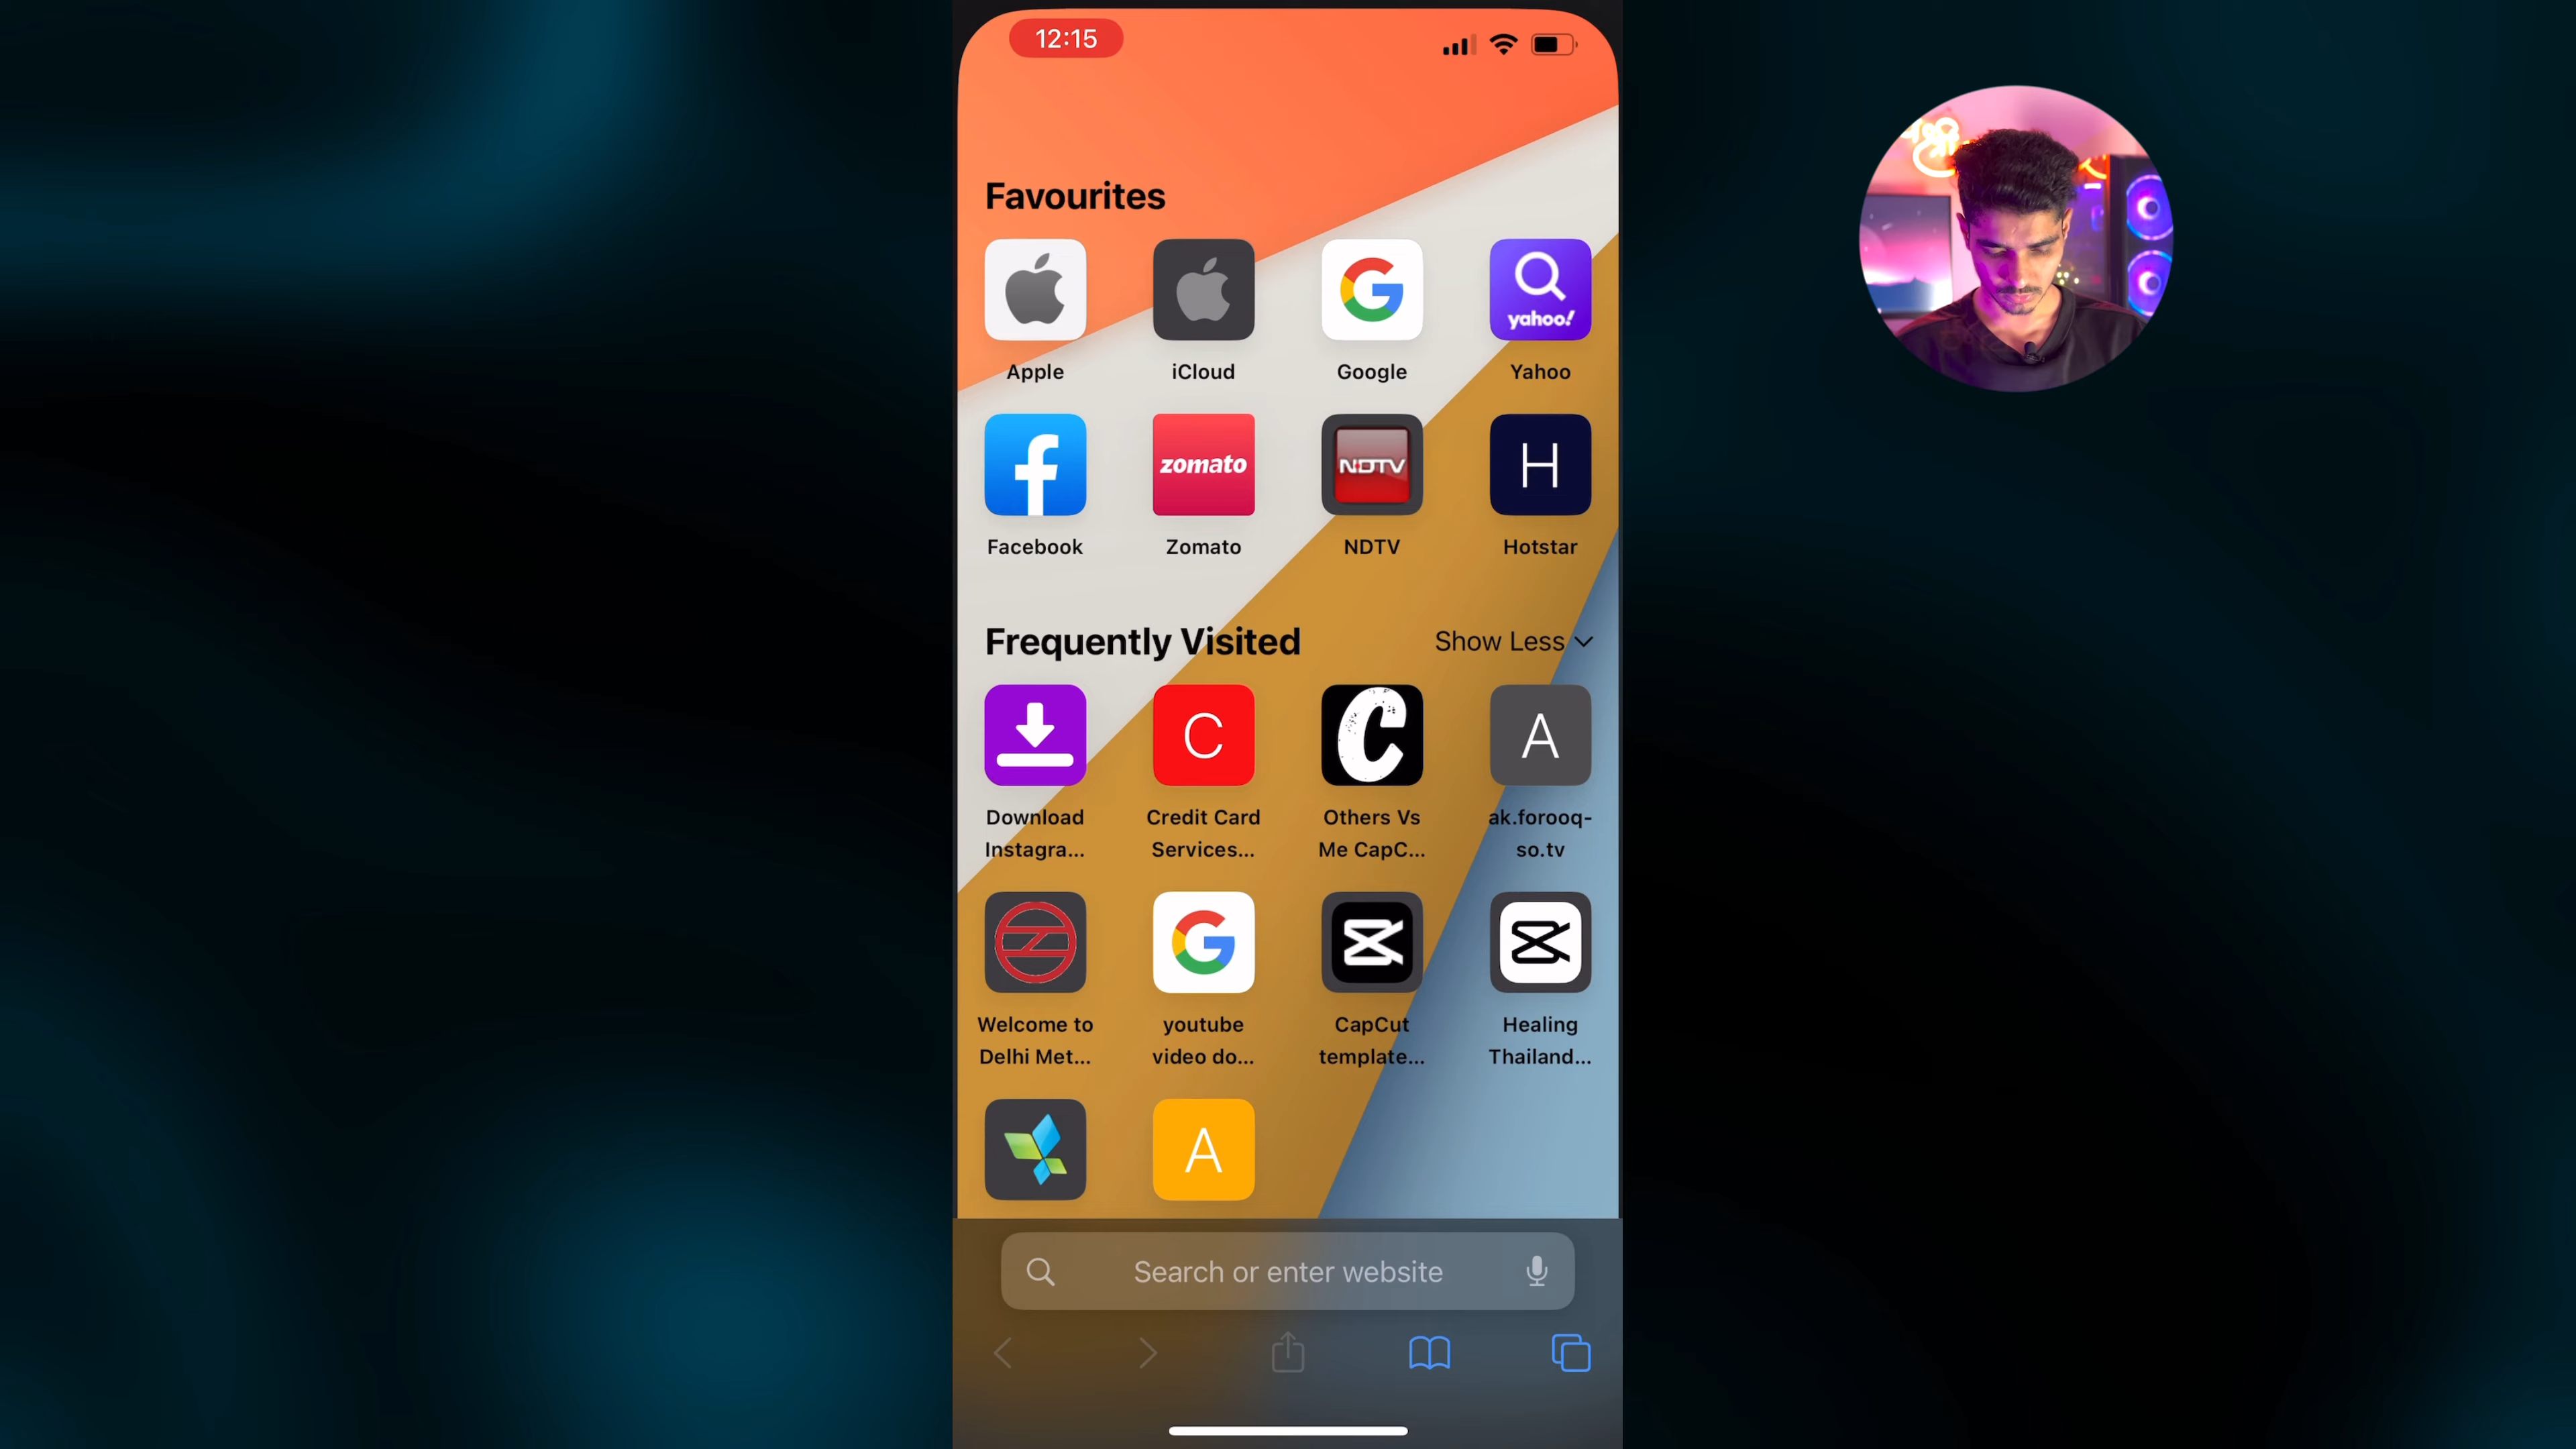 12:15
Favourites
yahoo!
Apple
iCloud
Google
Yahoo
zomato
NDTV
H
Facebook
Zomato
NDTV
Hotstar
Frequently Visited
Show Less
C
C
A
Download
Instagra...
Credit Card
Services...
Others Vs
Me CapC...
ak.forooq-
so.tv
Welcome to
Delhi Met...
youtube
video do...
CapCut
template...
Healing
Thailand...
A
Search or enter website